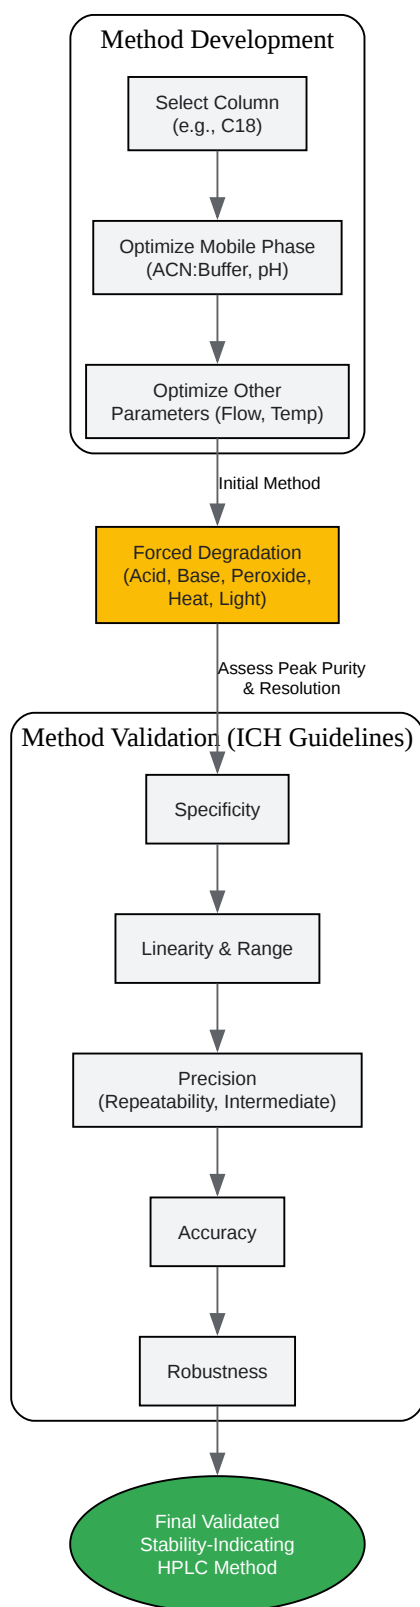 Method Development
Select Column
(e.g., C18)
Optimize Mobile Phase
(ACN:Buffer, pH)
Optimize Other
Parameters (Flow, Temp)
Initial Method
Forced Degradation
(Acid, Base, Peroxide,
Heat, Light)
Assess Peak Purity
& Resolution
Method Validation (ICH Guidelines)
Specificity
Linearity & Range
Precision
(Repeatability, Intermediate)
Accuracy
Robustness
Final Validated
Stability-Indicating
HPLC Method